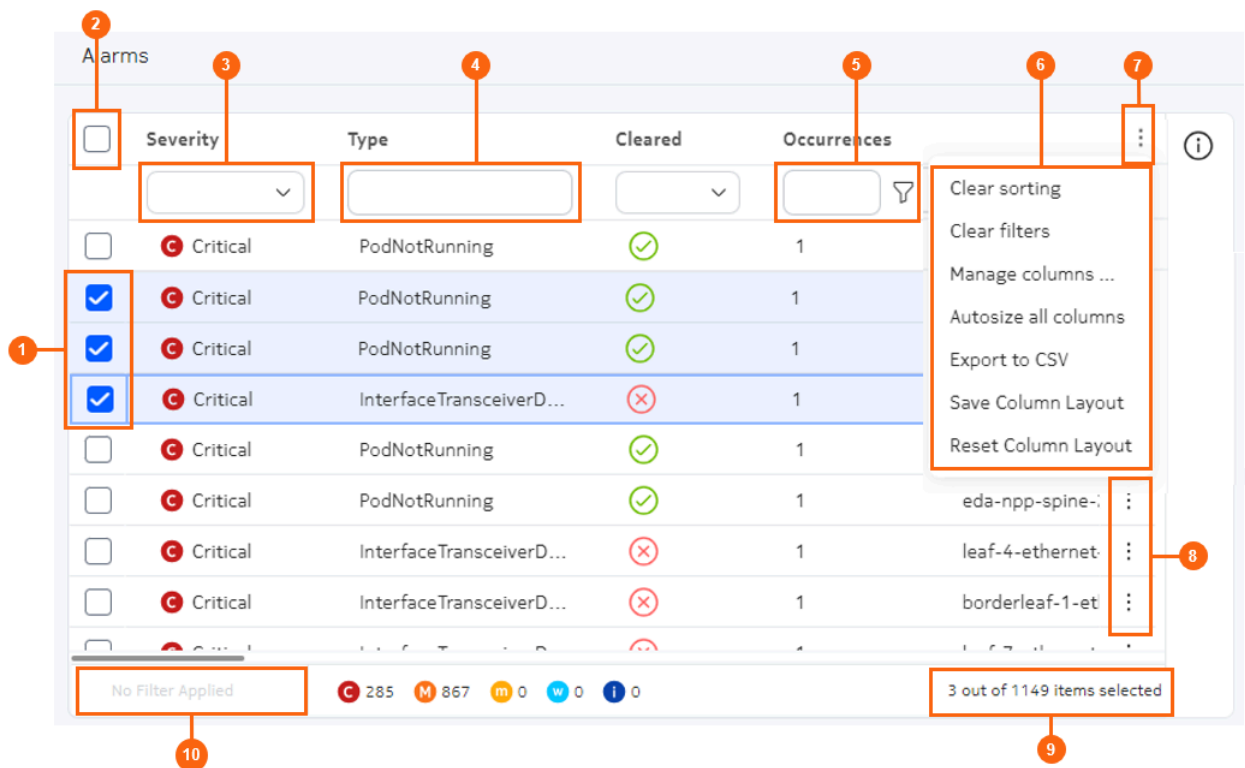 2
Alarms
3
4
5
6
7
Severity
Type
Cleared
Occurrences
Clear sorting
Clear filters
Manage columns ...
Autosize all columns
Export to CSV
Save Column Layout
Reset Column Layout
C Critical PodNotRunning 1
C Critical PodNotRunning 1
1
C Critical PodNotRunning 1
C Critical InterfaceTransceiverD... 1
C Critical PodNotRunning 1
C Critical PodNotRunning 1 eda-npp-spine-
C Critical InterfaceTransceiverD... 1 leaf-4-ethernet-
8
C Critical InterfaceTransceiverD... 1 borderleaf-1-et
No Filter Applied
C 285 M 867 m 0 w 0 i 0
3 out of 1149 items selected
10
9